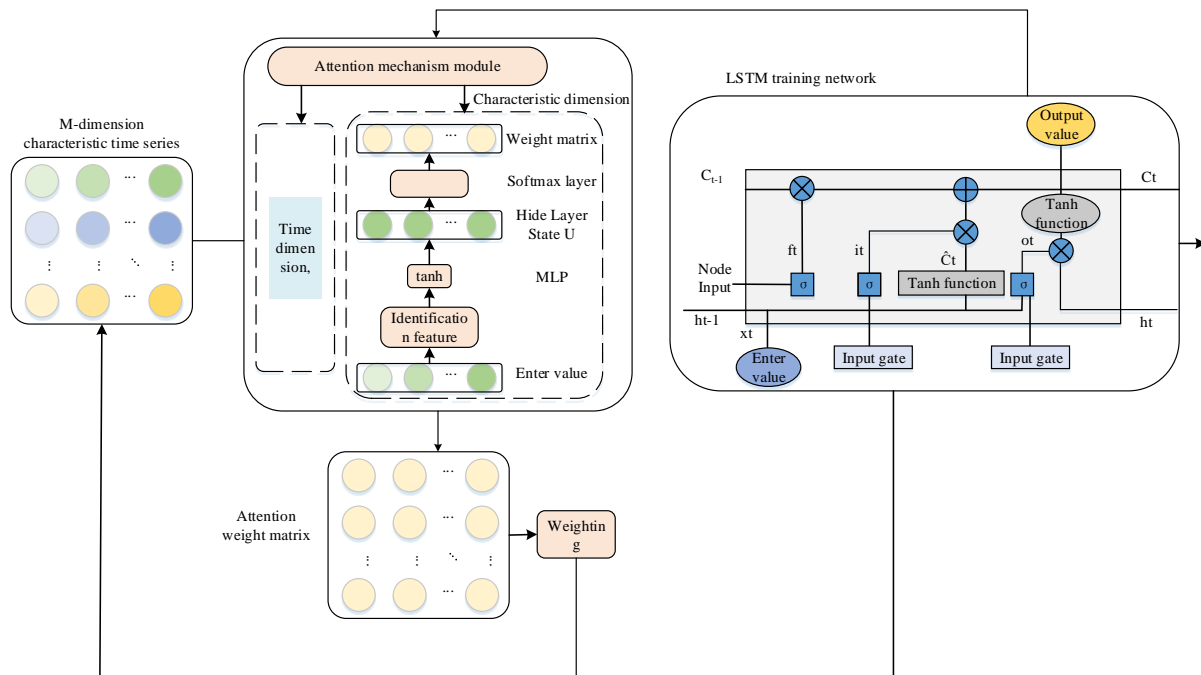 M-dimension
characteristic time series
...
...
...
Attention mechanism module
Characteristic dimension
Time
dimen
sion,
...
Weight matrix
Softmax layer
...
Hide Layer
State U
tanh
MLP
Identificatio
n feature
...
Enter value
Attention
weight matrix
...
...
...
Weightin
g
LSTM training network
Output
value
Ct-1
Ct
Tanh
function
ft
it
Ĉt
ot
Node
Input
σ
σ
Tanh function
σ
ht-1
xt
ht
Enter
value
Input gate
Input gate